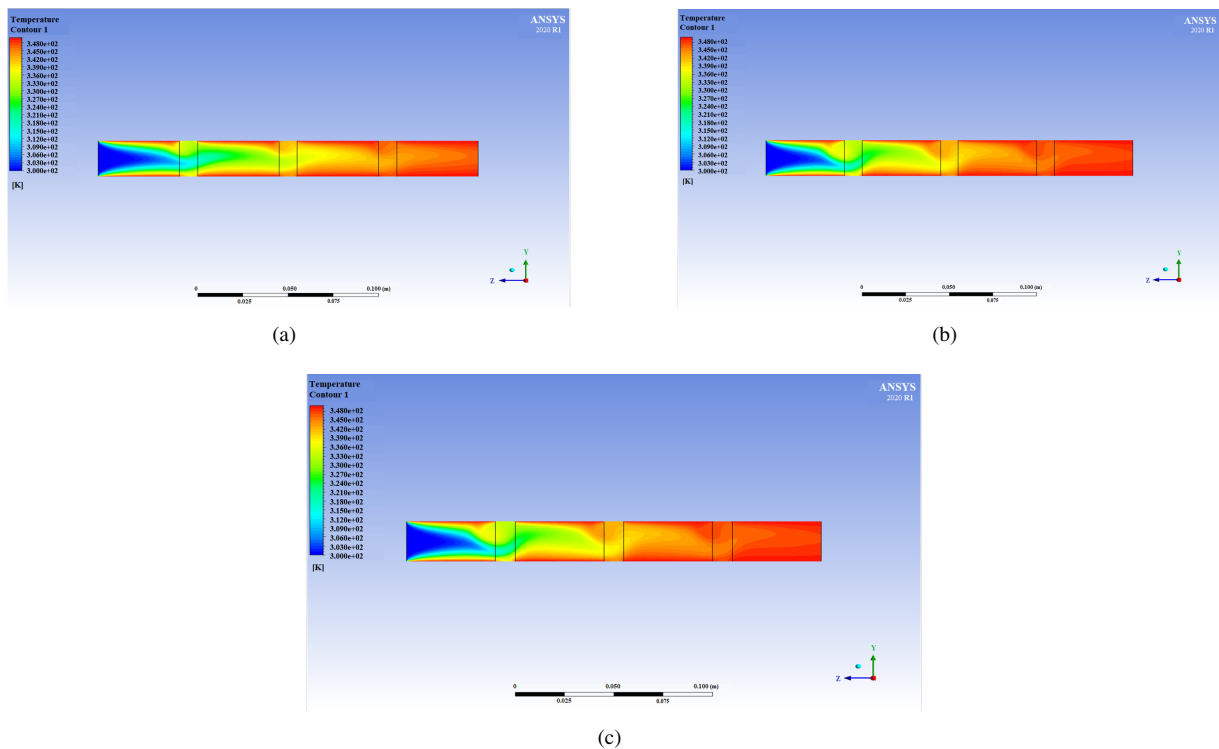 Temperature
Contour 1
3.480e+02
3.450e+02
3.420e+02
3.390e+02
3.360e+02
3.330e+02
3.300e+02
3.270e+02
3.240e+02
3.210e+02
3.180e+02
3.150e+02
3.120e+02
3.090e+02
3.060e+02
3.030e+02
3.000e+02
[K]
ANSYS
2020 R1
Y
Z
0
0.050
0.100 (m)
0.025
0.075
(a)
Temperature
Contour 1
3.480e+02
3.450e+02
3.420e+02
3.390e+02
3.360e+02
3.330e+02
3.300e+02
3.270e+02
3.240e+02
3.210e+02
3.180e+02
3.150e+02
3.120e+02
3.090e+02
3.060e+02
3.030e+02
3.000e+02
[K]
ANSYS
2020 R1
Y
Z
0
0.050
0.100 (m)
0.025
0.075
(b)
Temperature
Contour 1
3.480e+02
3.450e+02
3.420e+02
3.390e+02
3.360e+02
3.330e+02
3.300e+02
3.270e+02
3.240e+02
3.210e+02
3.180e+02
3.150e+02
3.120e+02
3.090e+02
3.060e+02
3.030e+02
3.000e+02
[K]
ANSYS
2020 R1
Y
Z
0
0.050
0.100 (m)
0.025
0.075
(c)